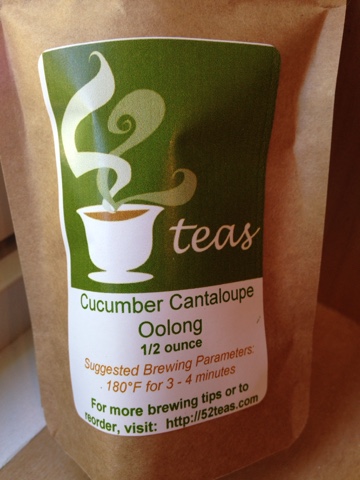 52 teas
Cucumber Cantaloupe
Oolong
1/2 ounce
Suggested Brewing Parameters:
180°F for 3 - 4 minutes
For more brewing tips or to
reorder, visit: http://52teas.com